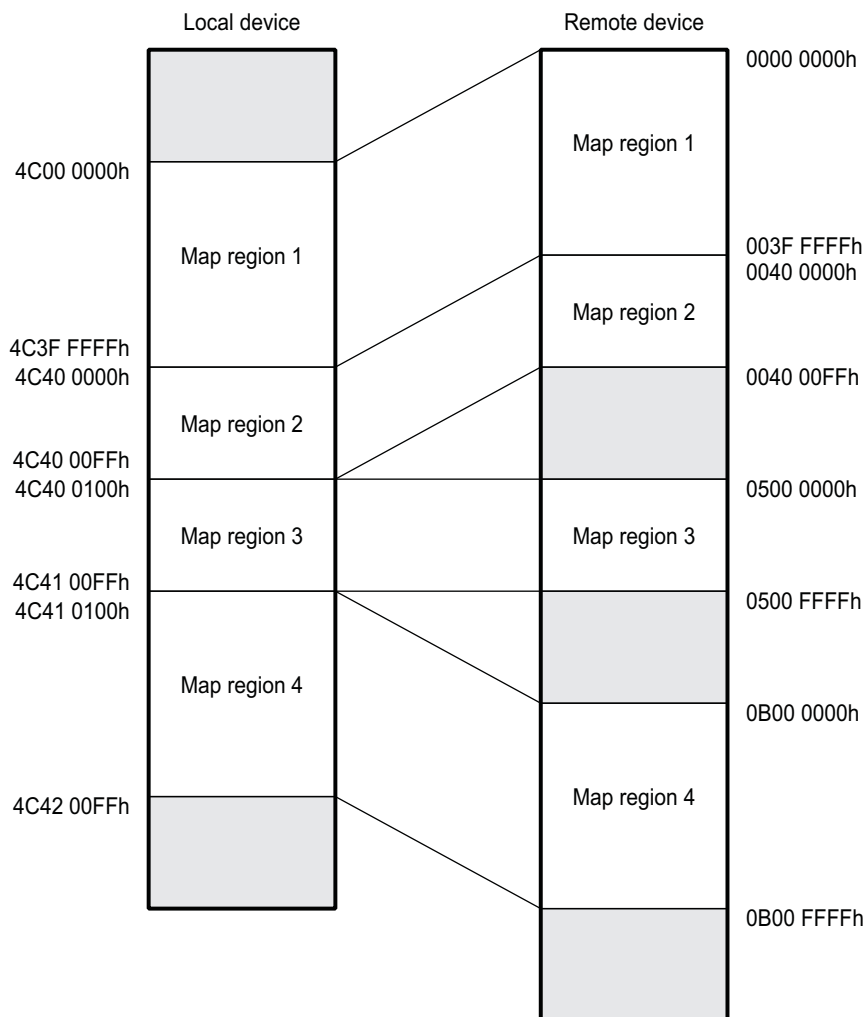 Local device
Remote device
0000 0000h
Map region 1
4C00 0000h
Map region 1
003F FFFFh
0040 0000h
Map region 2
4C3F FFFFh
4C40 0000h
0040 00FFh
Map region 2
4C40 00FFh
4C40 0100h
0500 0000h
Map region 3
Map region 3
4C41 00FFh
4C41 0100h
0500 FFFFh
Map region 4
0B00 0000h
Map region 4
4C42 00FFh
0B00 FFFFh